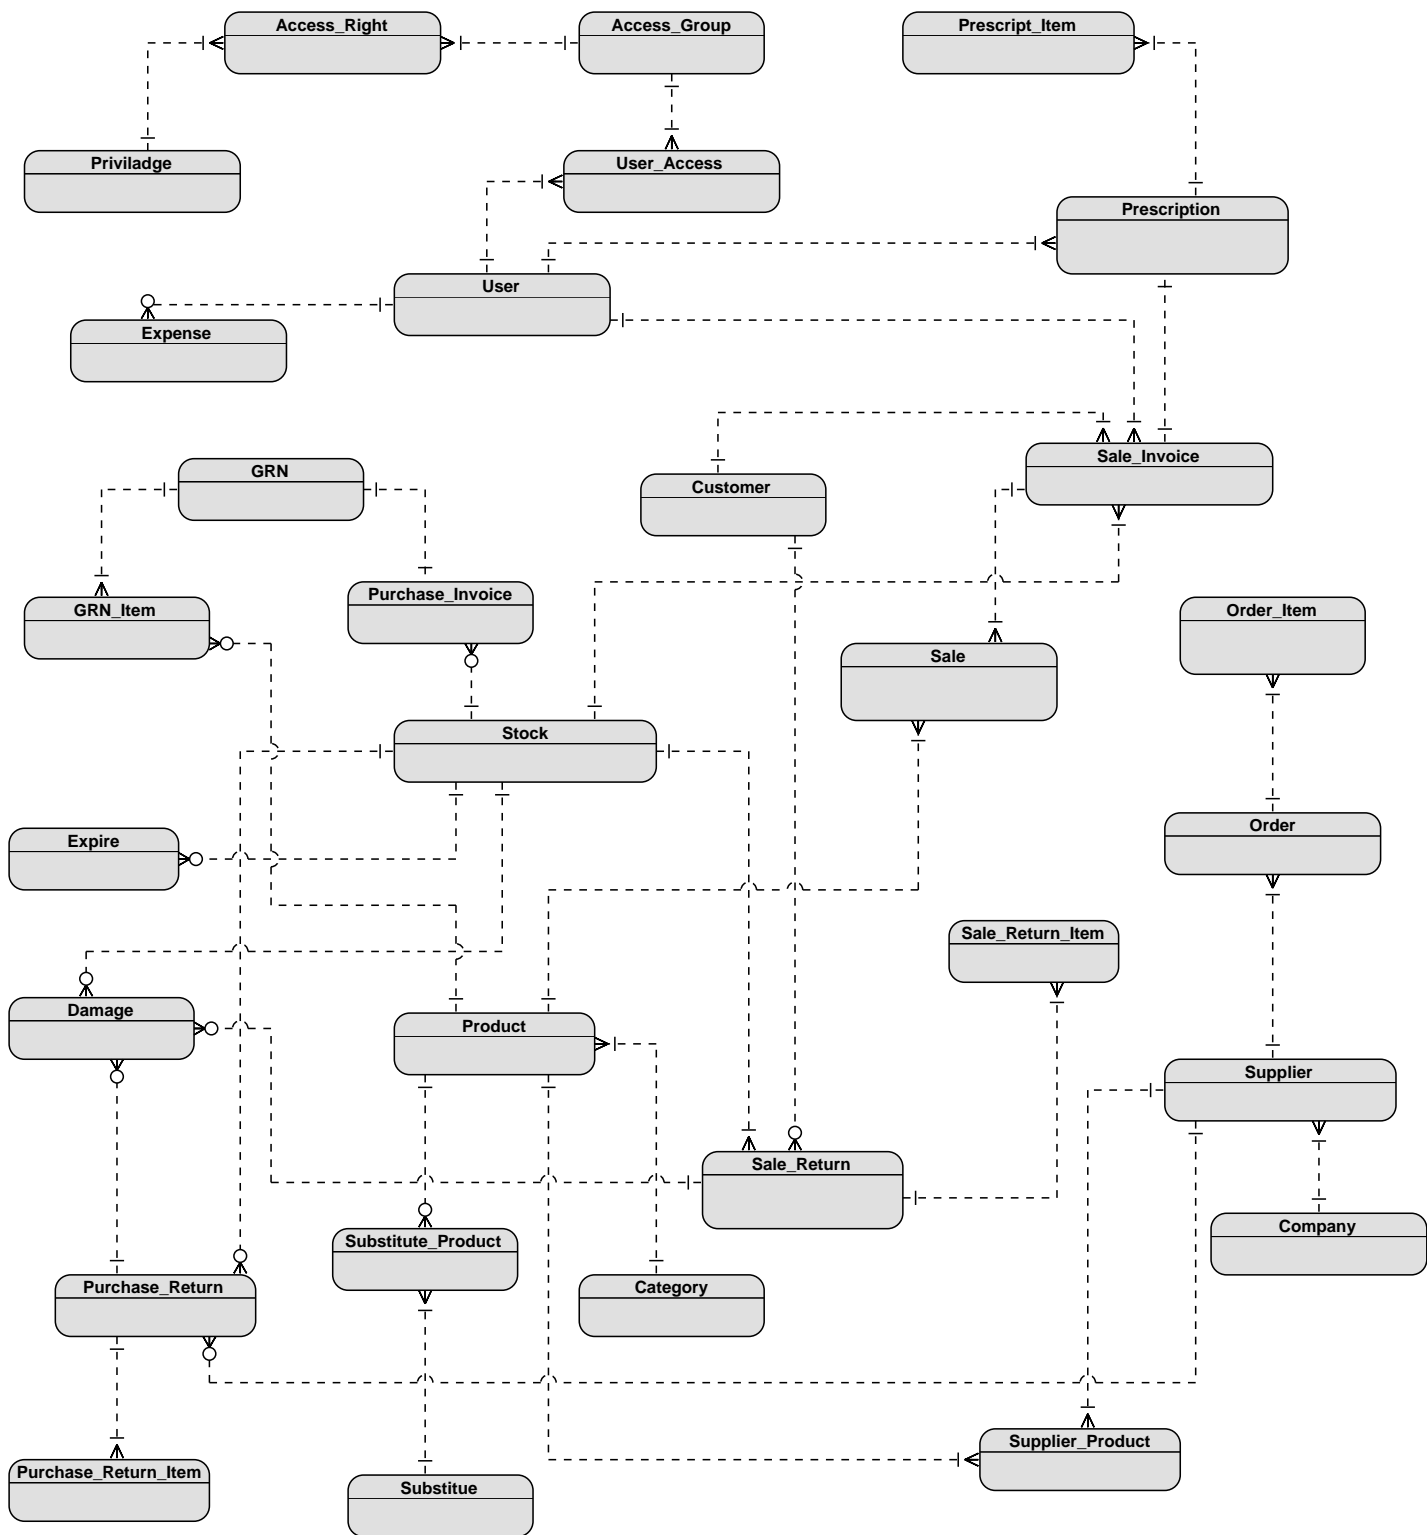 Access_Right
Access_Group
Prescript_Item
Priviladge
User_Access
Prescription
User
Expense
Sale_Invoice
GRN
Customer
Purchase_Invoice
GRN_Item
Order_Item
Sale
Stock
Order
Expire
Sale_Return_Item
Damage
Product
Supplier
Sale_Return
Company
Substitute_Product
Purchase_Return
Category
Supplier_Product
Purchase_Return_Item
Substitue